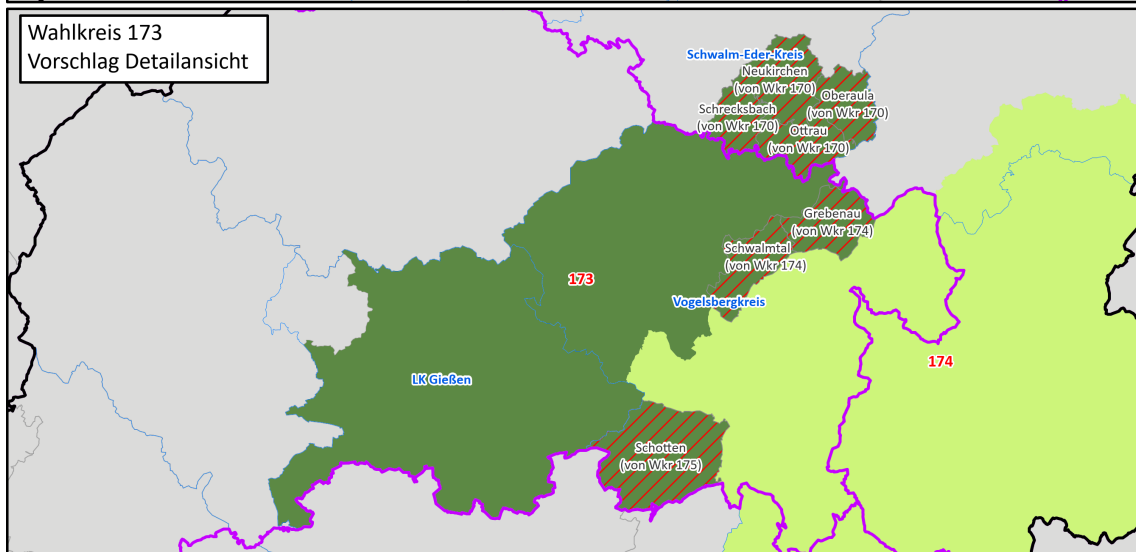 Wahlkreis 173
Vorschlag Detailansicht
Schwalm-Eder-Kreis
Neukirchen
(von Wkr 170)
Oberaula
(von Wkr 170)
Schrecksbach
(von Wkr 170)
Ottrau
(von Wkr 170)
Grebenau
(von Wkr 174)
Schwalmtal
(von Wkr 174)
173
Vogelsbergkreis
174
LK Gießen
Schotten
(von Wkr 175)